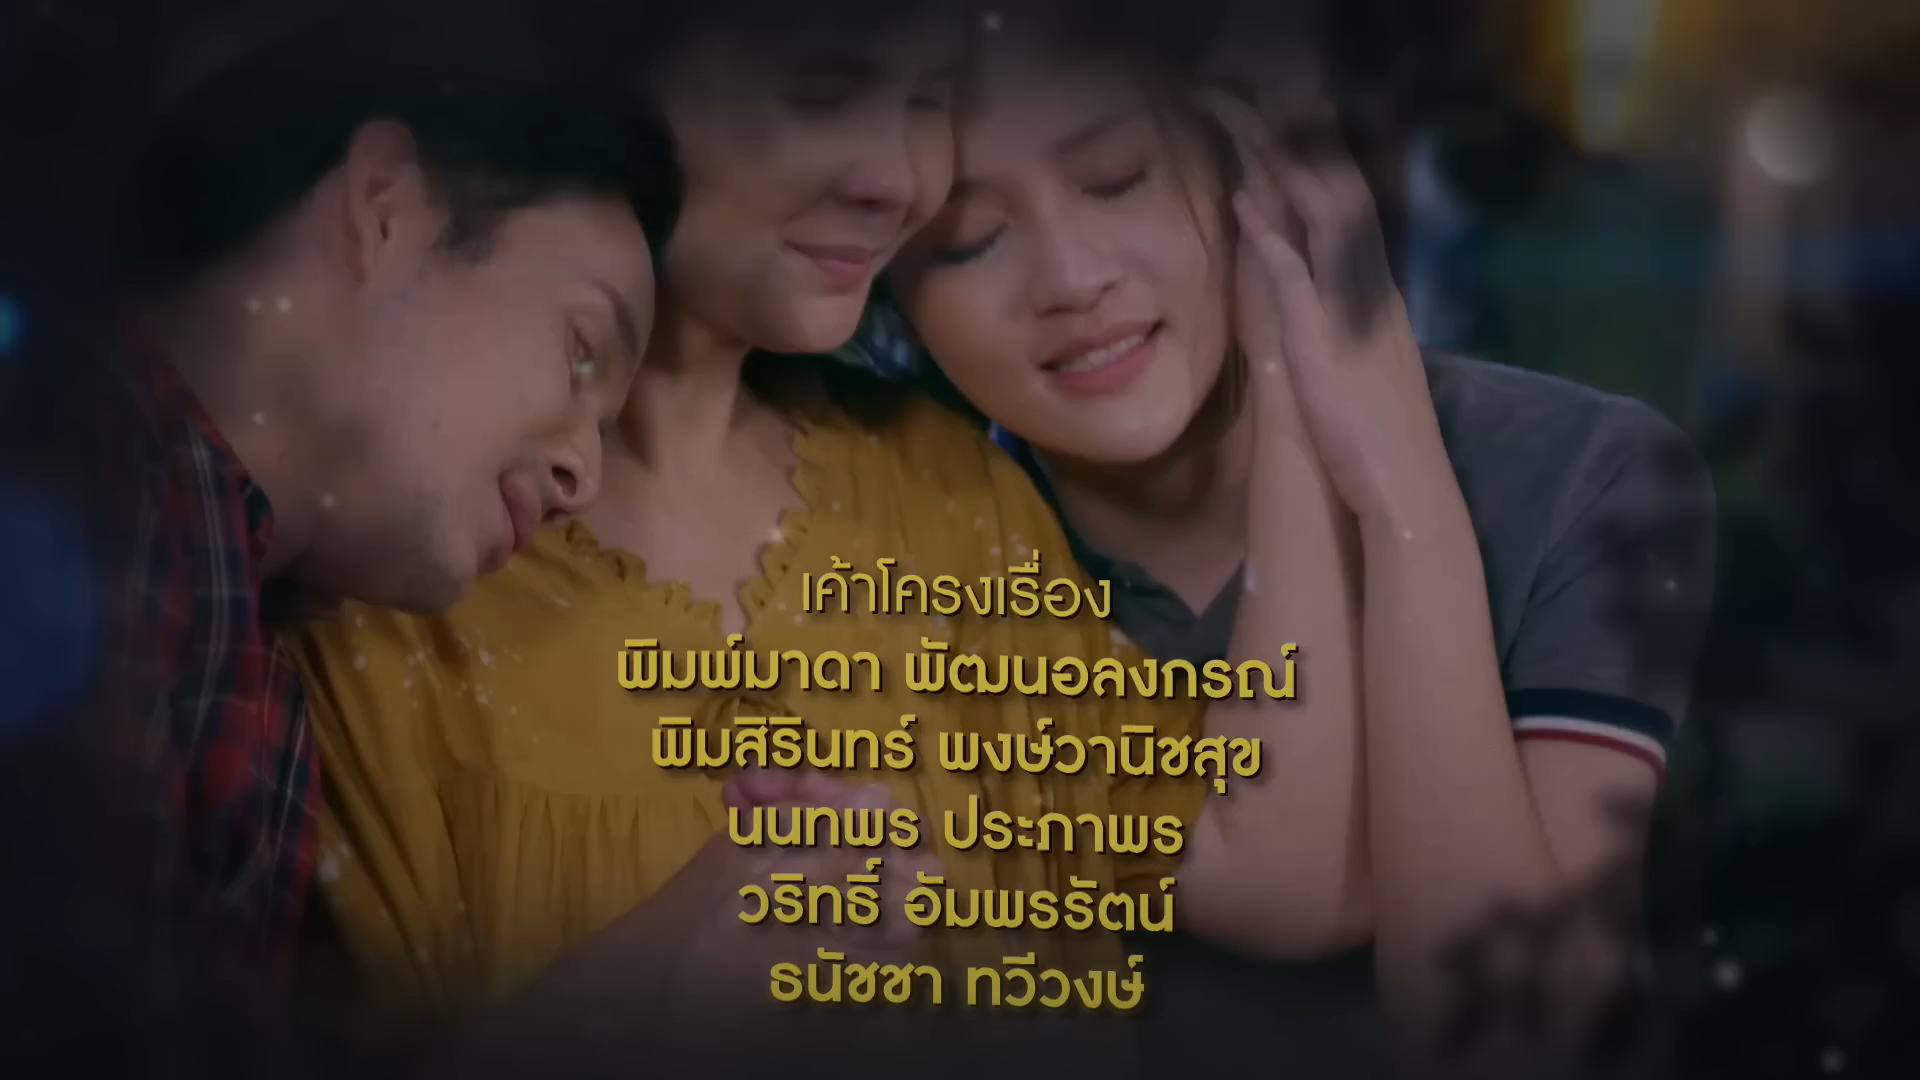 เค้าโครงเรื่อง
พิมพ์มาดา พัฒนอลงกรณ์
พิมสิรินทร์ พงษ์วานิชสุข
นนทพร ประภาพร
วริทธิ์ อัมพรรัตน์
ธนัชชา ทวีวงษ์